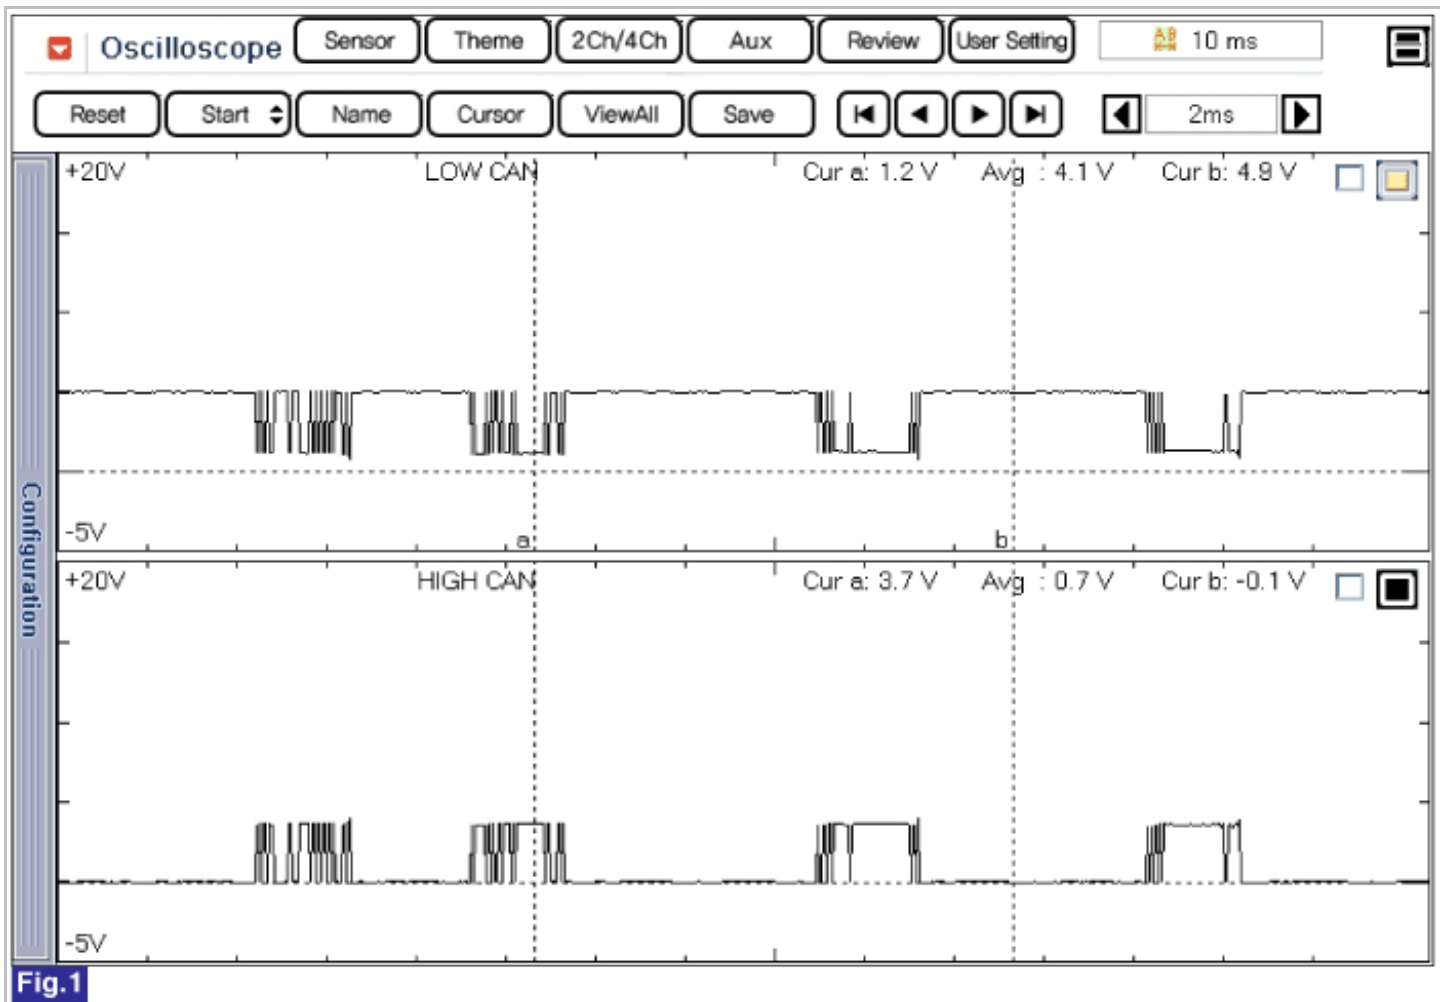 Oscilloscope Sensor Theme 2Ch/4Ch Aux Review User Setting 10 ms
Reset Start Name Cursor ViewAll Save 2ms
+20V LOW CAN Cur a: 1.2 V Avg : 4.1 V Cur b: 4.9 V
-5V a b
+20V HIGH CAN Cur a: 3.7 V Avg : 0.7 V Cur b: -0.1 V
-5V
Configuration
Fig.1